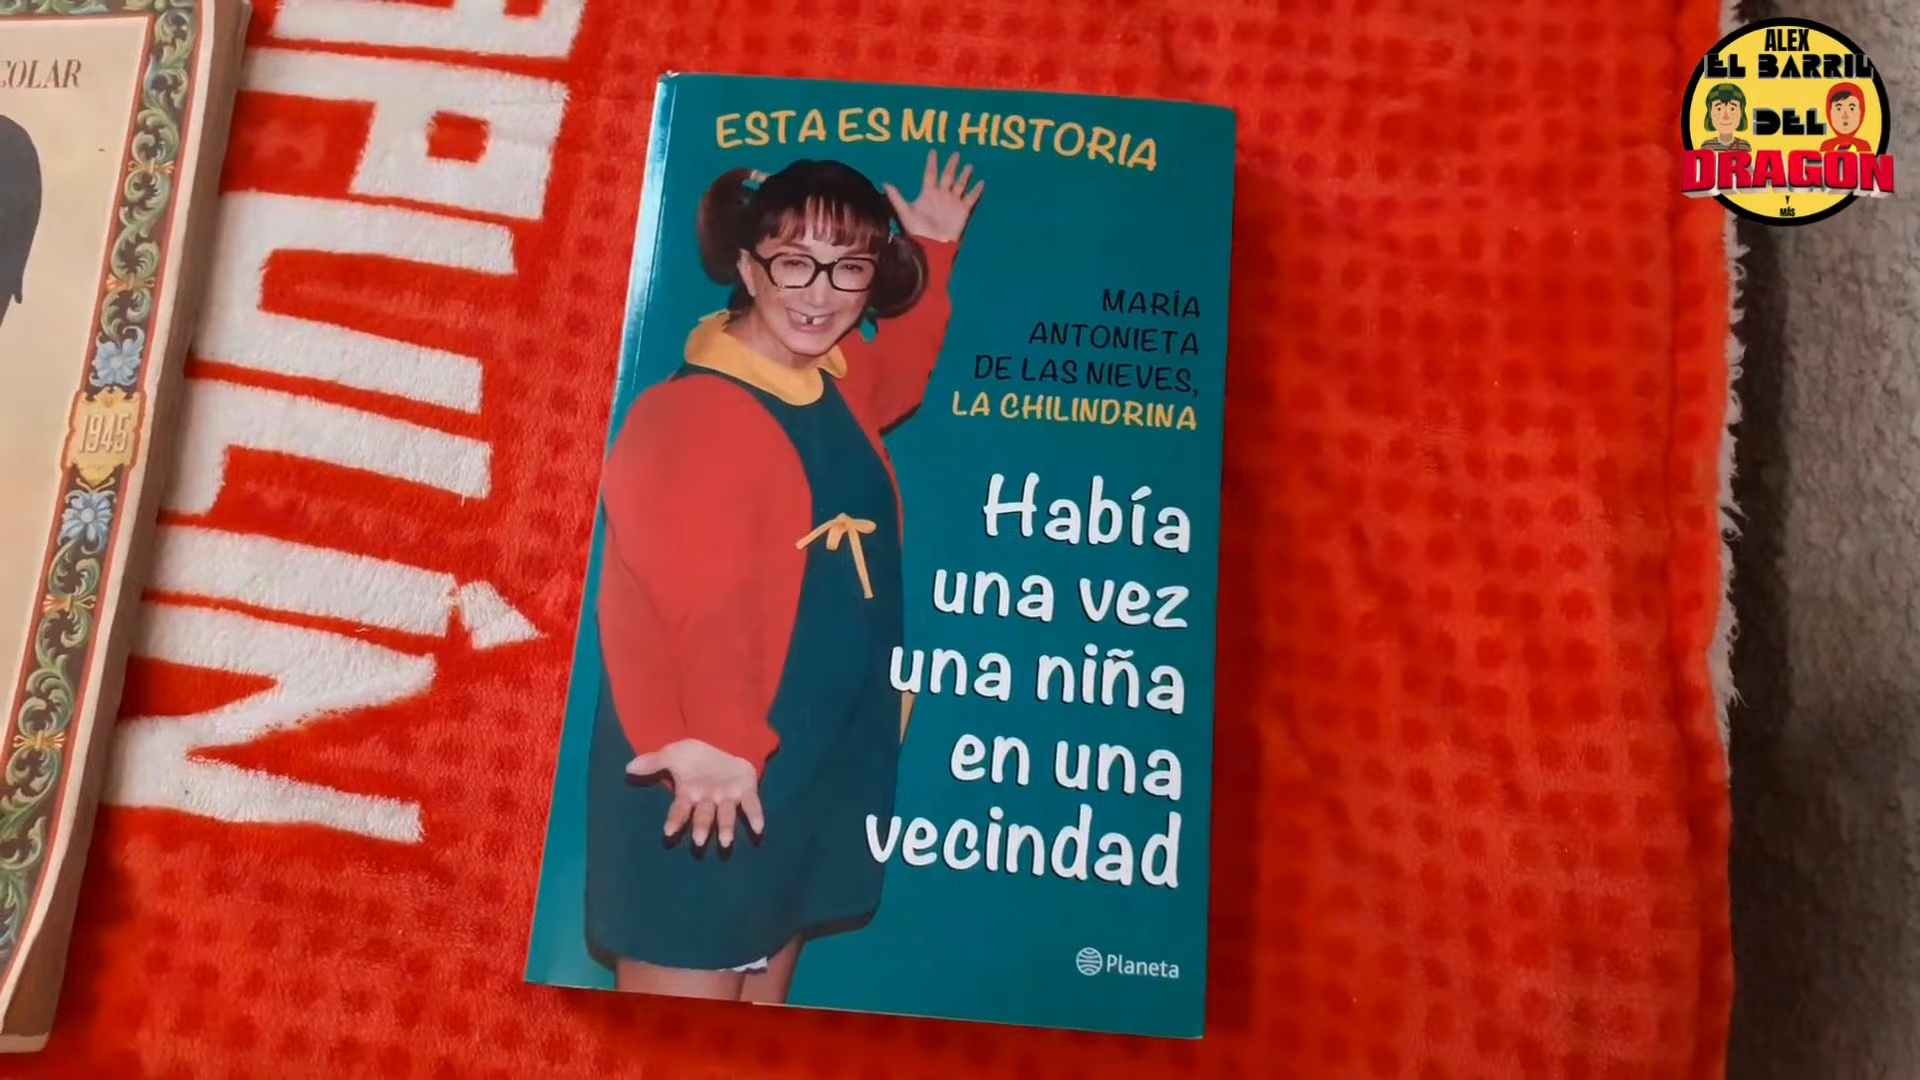 COLAR
1945
APULÍN
ESTA ES MI HISTORIA
MARÍA
ANTONIETA
DE LAS NIEVES,
LA CHILINDRINA
Había
una vez
una niña
en una
vecindad
Planeta
ALEX
EL BARRIL
DEL
DRAGÓN
Y
MÁS